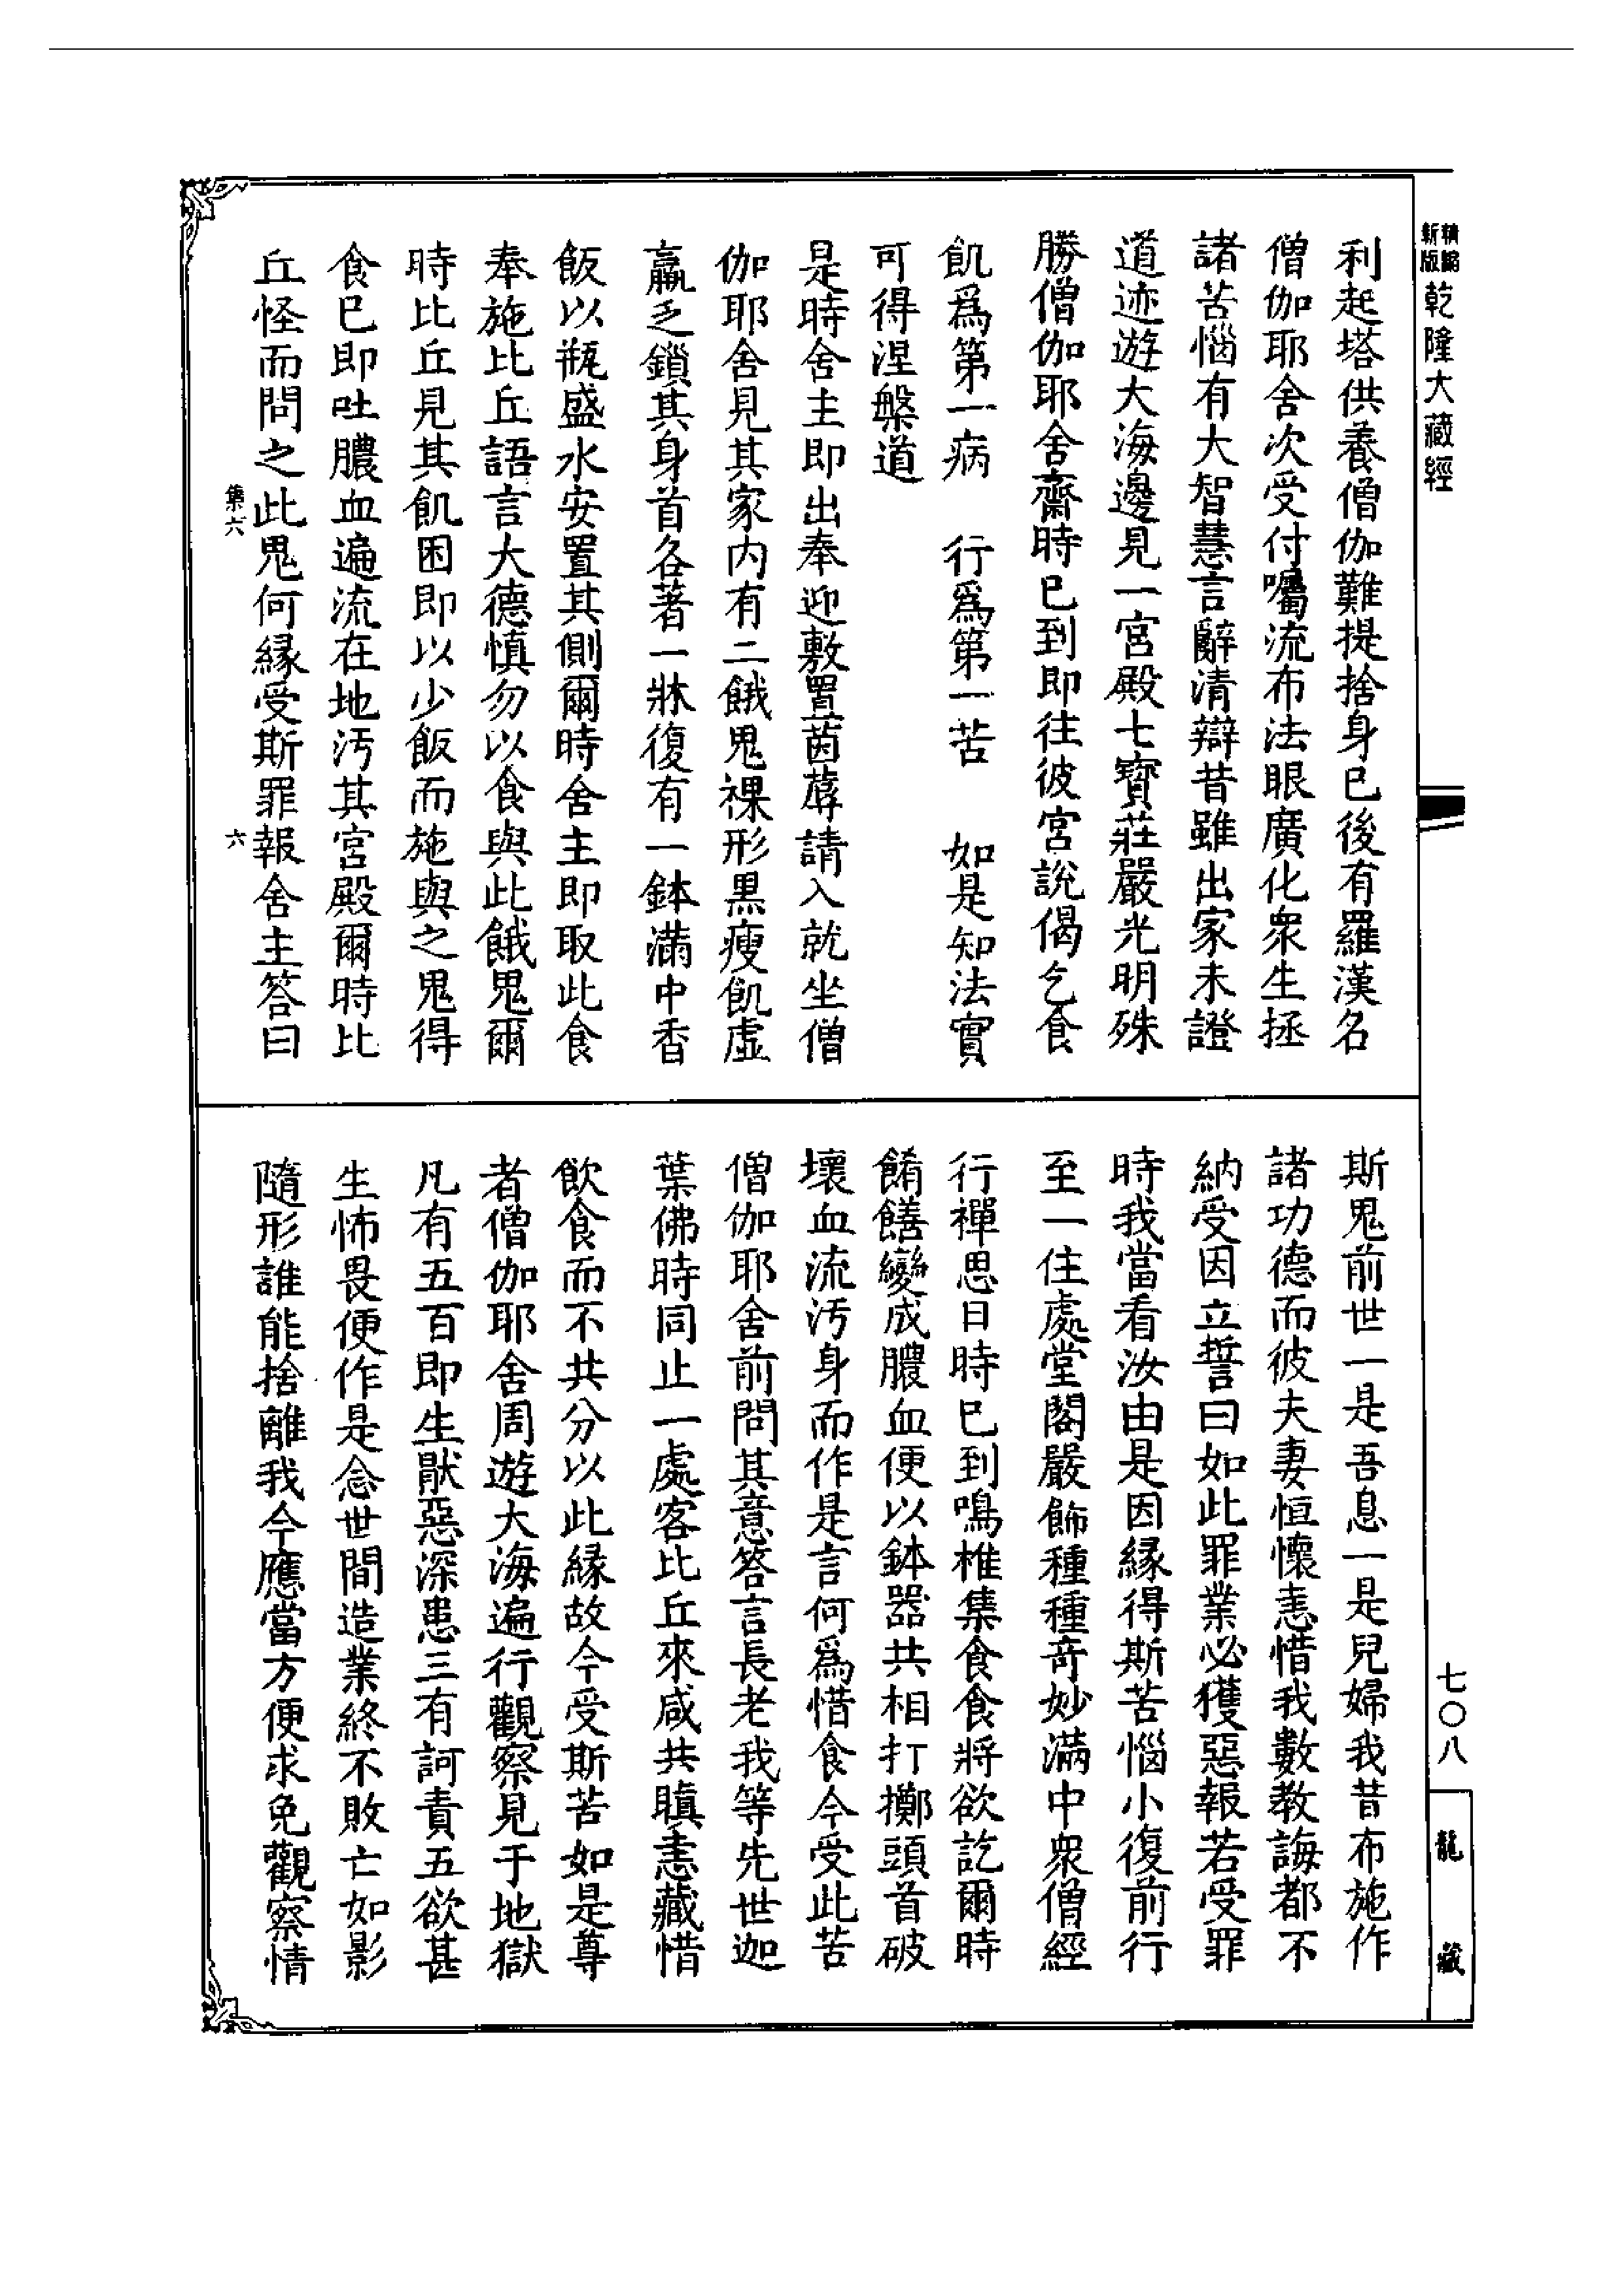 新編縮版乾隆大藏經
利起塔供養僧伽難提捨身已後有羅漢名
僧伽耶舍次受付囑流布法眼廣化衆生拯
諸苦惱有大智慧言辭清辯昔雖出家未證
道迹遊大海邊見一宮殿七寶莊嚴光明殊
勝僧伽耶舍齋時已到即往彼宮說偈乞食
飢爲第一病　行爲第一苦　如是知法實
可得涅槃道
是時舍主即出奉迎敷置茵蓐請入就坐僧
伽耶舍見其家内有二餓鬼裸形黒瘦飢虛
羸乏鎖其身首各著一牀復有一鉢滿中香
飯以瓶盛水安置其側爾時舍主即取此食
奉施比丘語言大德慎勿以食與此餓鬼爾
時比丘見其飢困即以少飯而施與之鬼得
食已即吐膿血遍流在地汚其宮殿爾時比
丘怪而問之此鬼何緣受斯罪報舍主答曰
集六　六
斯鬼前世一是吾息一是兒婦我昔布施作
諸功德而彼夫妻恒懷恚惜我數教誨都不
納受因立誓曰如此罪業必獲惡報若受罪
時我當看汝由是因緣得斯苦惱小復前行
至一住處堂閣嚴飾種種奇妙滿中衆僧經
行禪思日時已到鳴椎集食食將欲訖爾時
餚饍變成膿血便以鉢器共相打擲頭首破
壞血流汚身而作是言何爲惜食今受此苦
僧伽耶舍前問其意答言長老我等先世迦
葉佛時同止一處客比丘來咸共瞋恚藏惜
飲食而不共分以此緣故今受斯苦如是尊
者僧伽耶舍周遊大海遍行觀察見于地獄
凡有五百即生厭惡深患三有訶責五欲甚
生怖畏便作是念世間造業終不敗亡如影
隨形誰能捨離我今應當方便求免觀察情
七〇八
龍藏